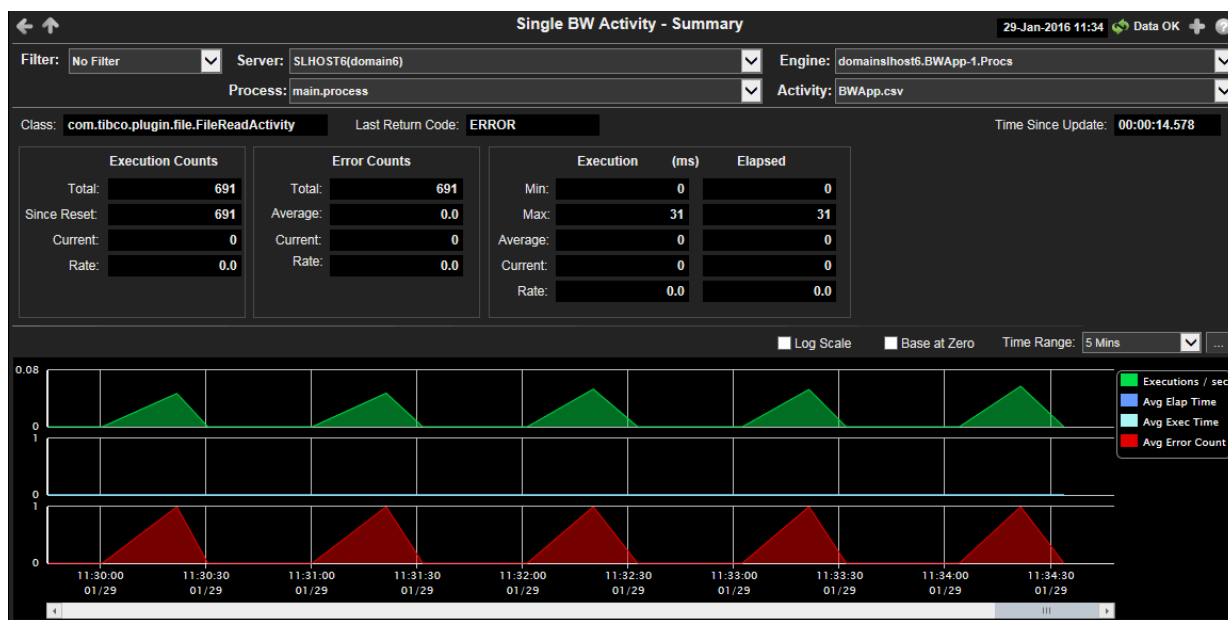 Single BW Activity - Summary
29-Jan-2016 11:34 Data OK
Filter: No Filter Server: SLHOST6(domain6) Engine: domainslhost6.BWApp-1.Procs
Process: main.process Activity: BWApp.csv
Class: com.tibco.plugin.file.FileReadActivity Last Return Code: ERROR Time Since Update: 00:00:14.578
Execution Counts Error Counts Execution (ms) Elapsed
Total: 691 Total: 691 Min: 0 0
Since Reset: 691 Average: 0.0 Max: 31 31
Current: 0 Current: 0 Average: 0 0
Rate: 0.0 Rate: 0.0 Current: 0 0
Rate: 0.0 0.0
Log Scale Base at Zero Time Range: 5 Mins ...
0.08
Executions / sec
Avg Elap Time
0
1
Avg Exec Time
Avg Error Count
0
1
0
11:30:00 11:30:30 11:31:00 11:31:30 11:32:00 11:32:30 11:33:00 11:33:30 11:34:00 11:34:30
01/29 01/29 01/29 01/29 01/29 01/29 01/29 01/29 01/29 01/29